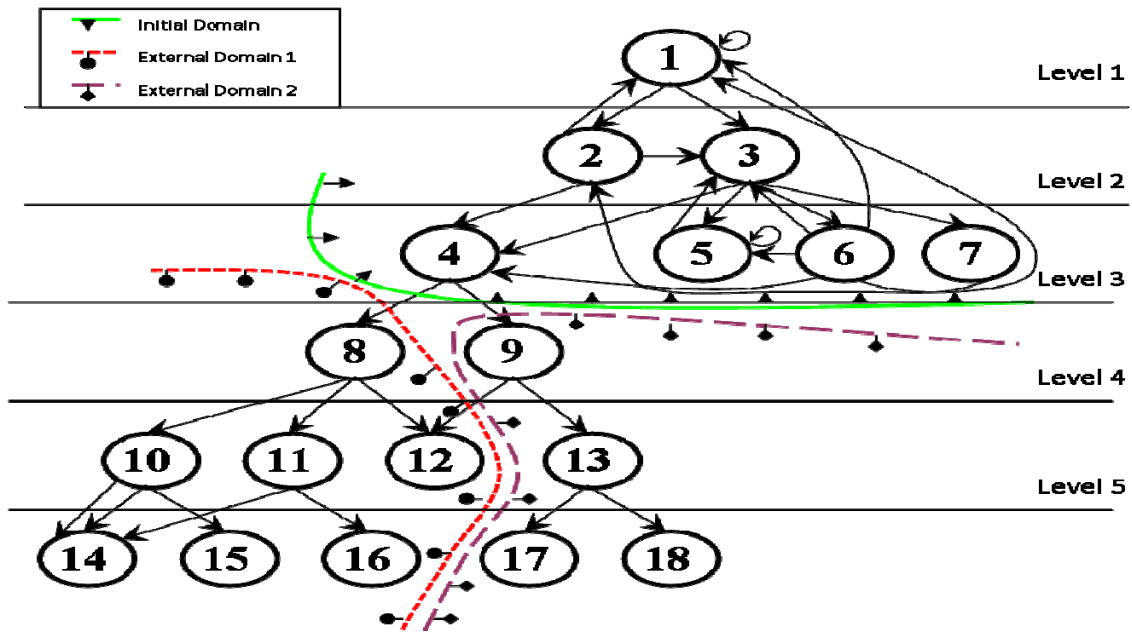 Initial Domain
External Domain 1
External Domain 2
1
Level 1
2 3
Level 2
4 5 6 7
Level 3
8 9
Level 4
10 11 12 13
Level 5
14 15 16 17 18